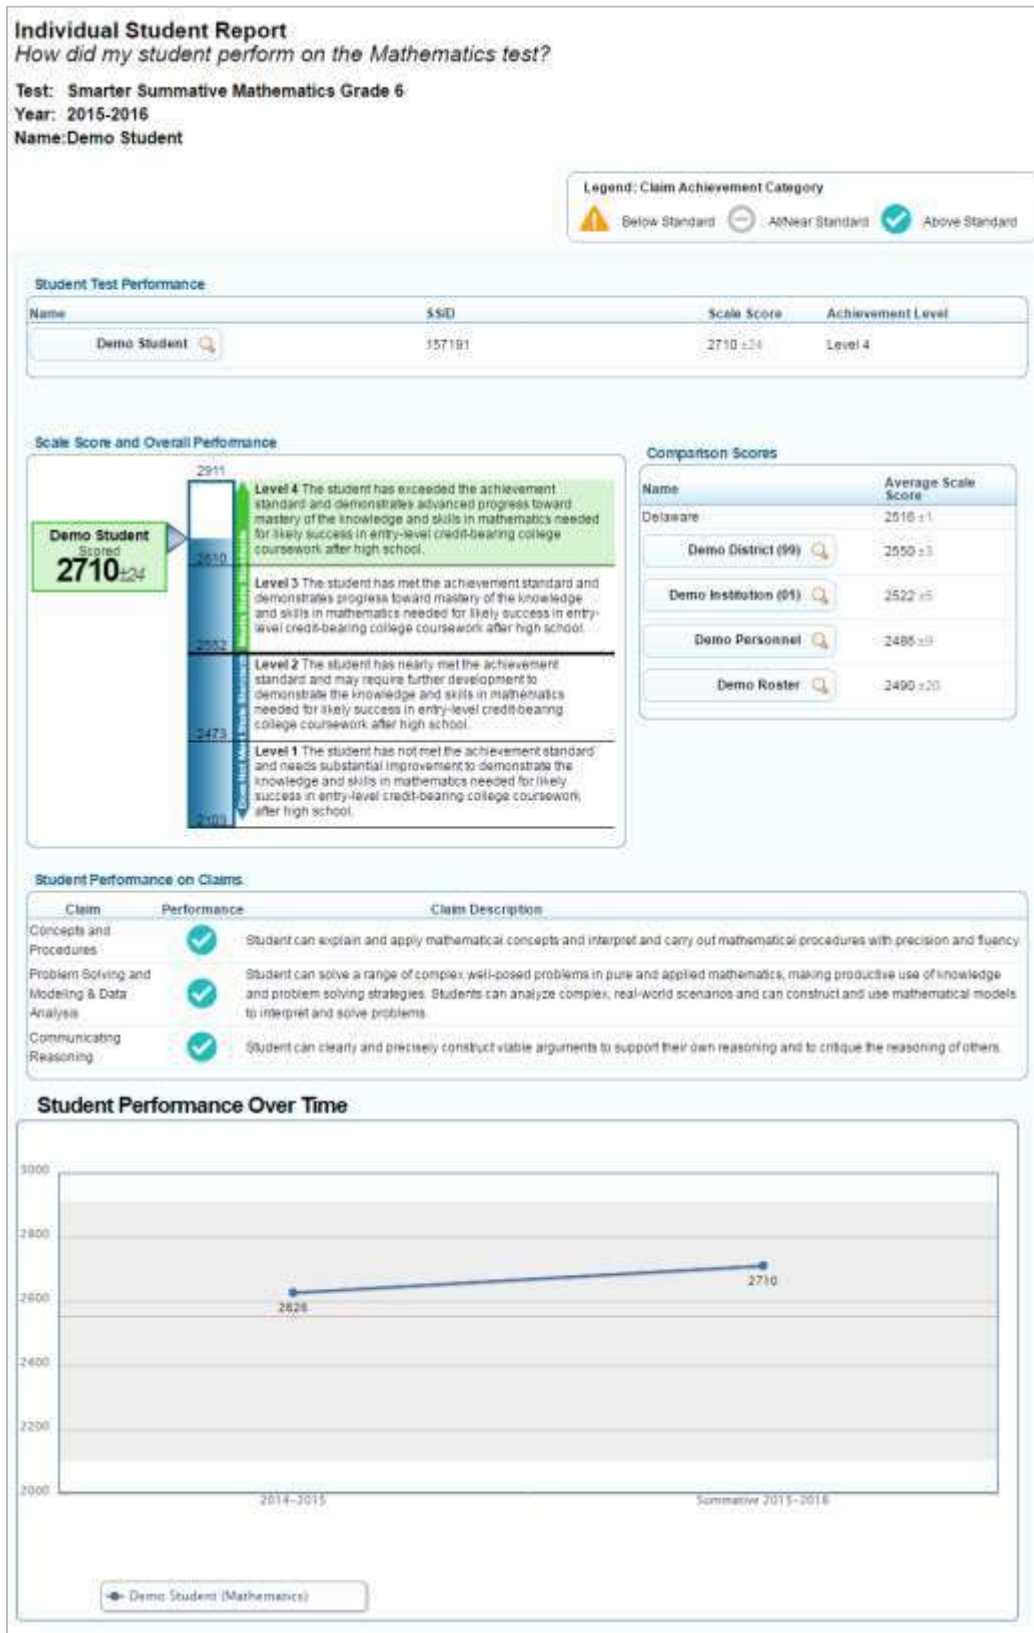 Individual Student Report
How did my student perform on the Mathematics test?
Test: Smarter Summative Mathematics Grade 6
Year: 2015-2016
Name:Demo Student
Legend: Claim Achievement Category
Below Standard At/Near Standard Above Standard
Student Test Performance
Name SSID Scale Score Achievement Level
Demo Student 157191 2710 ±24 Level 4
Scale Score and Overall Performance
2911
Demo Student
Scored
2710 ±24
2610
2552
2473
Level 4 The student has exceeded the achievement
standard and demonstrates advanced progress toward
mastery of the knowledge and skills in mathematics needed
for likely success in entry-level credit-bearing college
coursework after high school.
Level 3 The student has met the achievement standard and
demonstrates progress toward mastery of the knowledge
and skills in mathematics needed for likely success in entry-
level credit-bearing college coursework after high school.
Level 2 The student has nearly met the achievement
standard and may require further development to
demonstrate the knowledge and skills in mathematics
needed for likely success in entry-level credit-bearing
college coursework after high school.
Level 1 The student has not met the achievement standard
and needs substantial improvement to demonstrate the
knowledge and skills in mathematics needed for likely
success in entry-level credit-bearing college coursework
after high school.
Comparison Scores
Name Average Scale
Score
Delaware 2516 ±1
Demo District (99) 2550 ±3
Demo Institution (01) 2522 ±5
Demo Personnel ±9
Demo Roster 2490 ±20
Student Performance on Claims
Claim Performance Claim Description
Concepts and
Procedures
Student can explain and apply mathematical concepts and interpret and carry out mathematical procedures with precision and fluency.
Problem Solving and
Modeling & Data
Analysis
Student can solve a range of complex well-posed problems in pure and applied mathematics, making productive use of knowledge
and problem solving strategies. Students can analyze complex, real-world scenarios and can construct and use mathematical models
to interpret and solve problems.
Communicating
Reasoning
Student can clearly and precisely construct viable arguments to support their own reasoning and to critique the reasoning of others.
Student Performance Over Time
3000
2800
2600
2400
2200
2000
2626
2710
2014-2015 Summative 2015-2016
Demo Student (Mathematics)